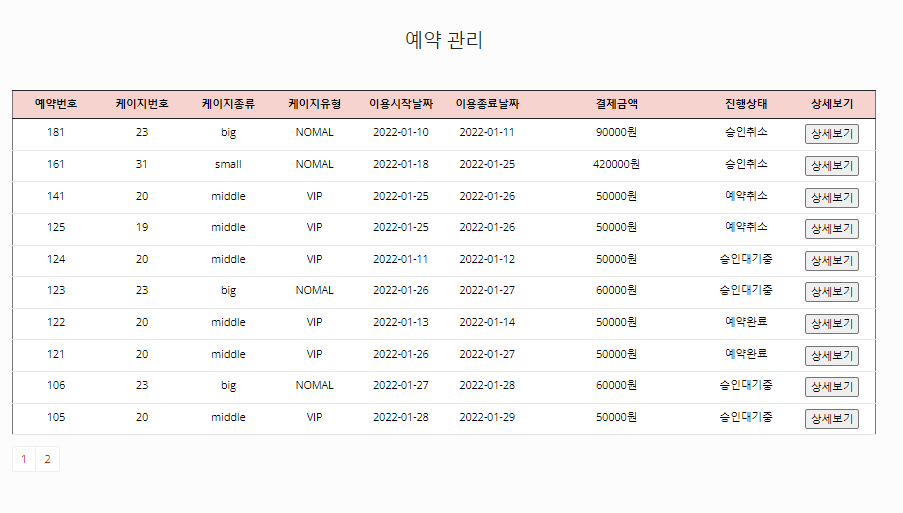 예약 관리
예약번호 케이지번호 케이지종류 케이지유형 이용시작날짜 이용종료날짜 결제금액 진행상태 상세보기
181 23 big NOMAL 2022-01-10 2022-01-11 90000원 승인취소 상세보기
161 31 small NOMAL 2022-01-18 2022-01-25 420000원 승인취소 상세보기
141 20 middle VIP 2022-01-25 2022-01-26 50000원 예약취소 상세보기
125 19 middle VIP 2022-01-25 2022-01-26 50000원 예약취소 상세보기
124 20 middle VIP 2022-01-11 2022-01-12 50000원 승인대기중 상세보기
123 23 big NOMAL 2022-01-26 2022-01-27 60000원 승인대기중 상세보기
122 20 middle VIP 2022-01-13 2022-01-14 50000원 예약완료 상세보기
121 20 middle VIP 2022-01-26 2022-01-27 50000원 예약완료 상세보기
106 23 big NOMAL 2022-01-27 2022-01-28 60000원 승인대기중 상세보기
105 20 middle VIP 2022-01-28 2022-01-29 50000원 승인대기중 상세보기
1 2